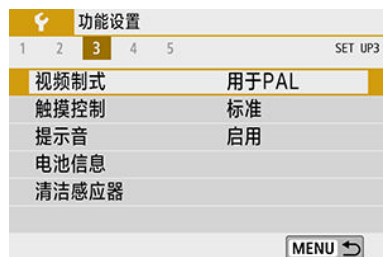 功能设置
1 2 3 4 5 SET UP3
视频制式 用于PAL
触摸控制 标准
提示音 启用
电池信息
清洁感应器
MENU